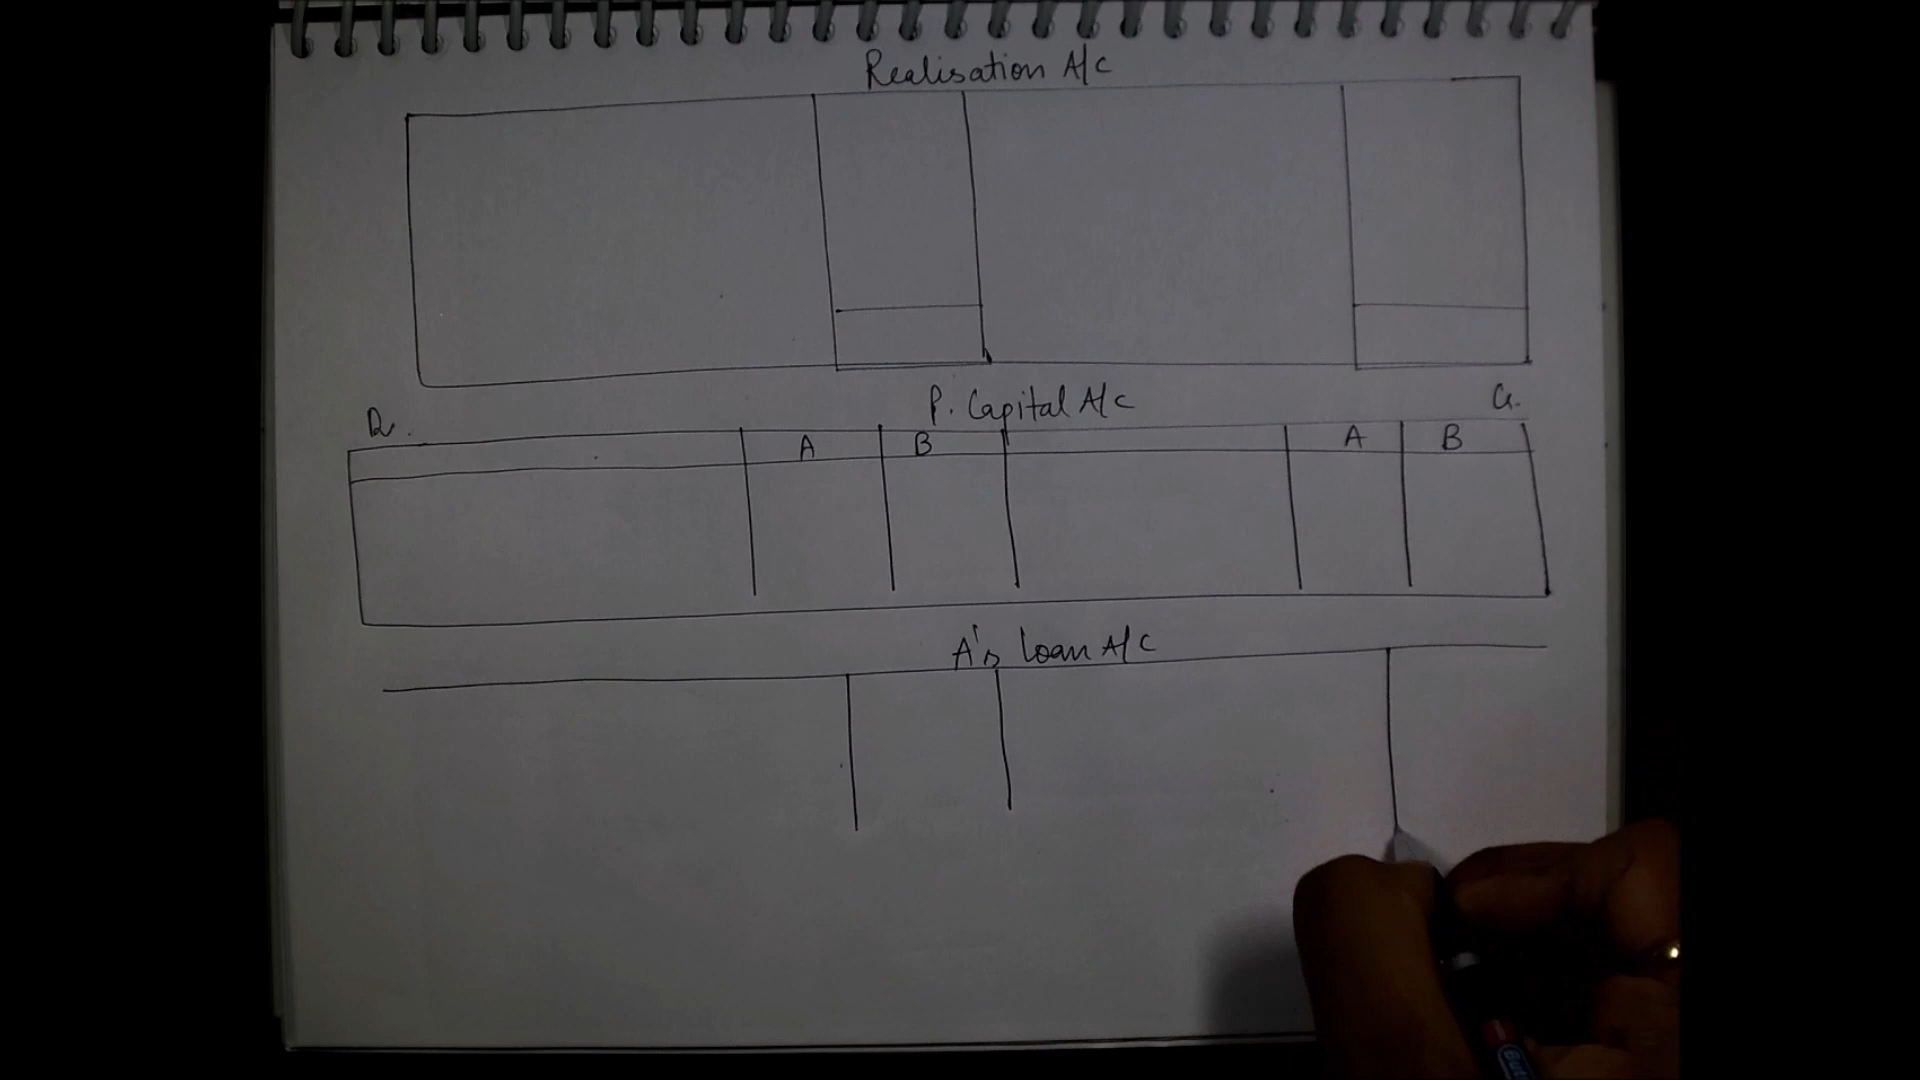 Realisation A/c
Dr. P. Capital A/c Cr.
A B A B
A's loan A/c